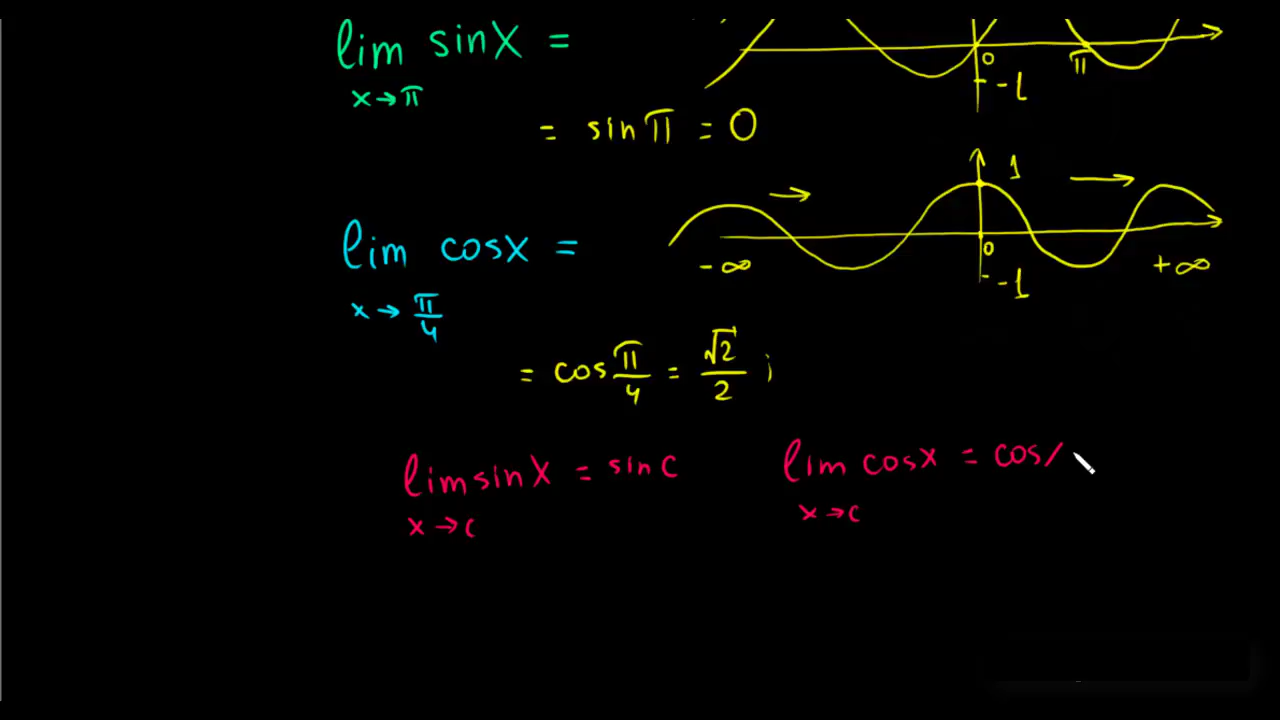 lim sinx =
x→π
0
π
-1
= sinπ = 0
1
lim cosx =
x→π/4
0
-∞
+∞
-1
= cos π/4 = √2/2 ;
lim sinx = sinc
x→c
lim cosx = cos
x→c